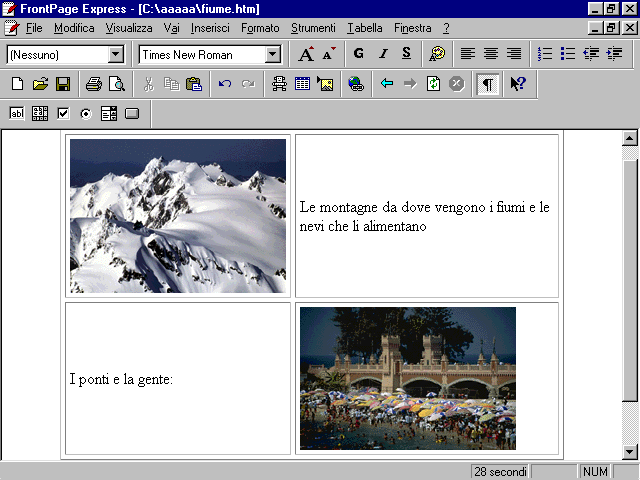 FrontPage Express - [C:\aaaaa\fiume.htm]
File Modifica Visualizza Vai Inserisci Formato Strumenti Tabella Finestra ?
(Nessuno) Times New Roman A A G I S
abl
Le montagne da dove vengono i fiumi e le
nevi che li alimentano
I ponti e la gente:
28 secondi NUM